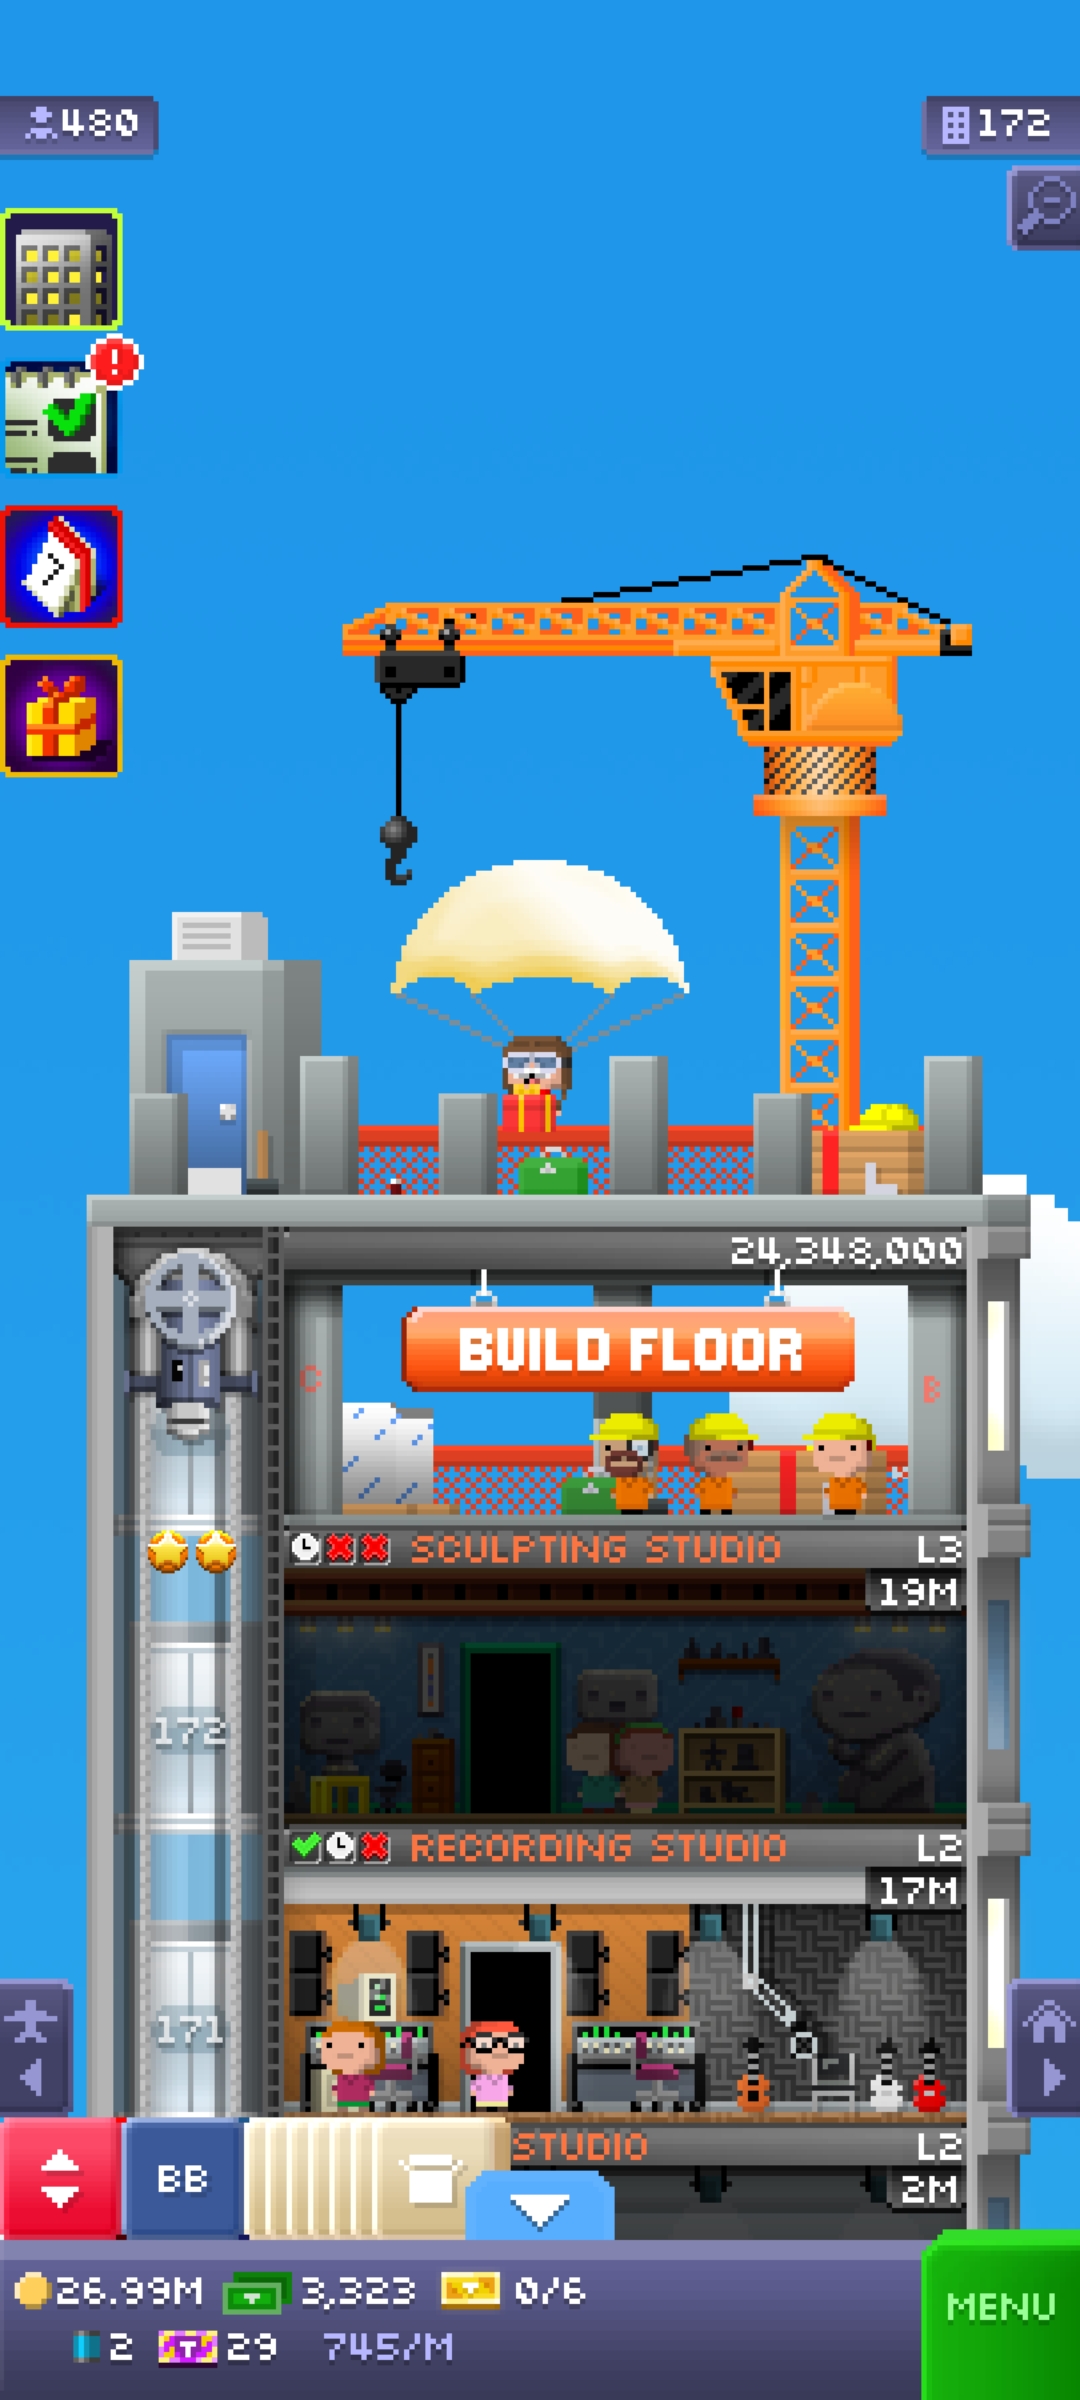 480
172
7
24,348,000
BUILD FLOOR
C
B
SCULPTING STUDIO L3
19M
172
RECORDING STUDIO L2
17M
171
STUDIO L2
2M
BB
26.99M 3,323 0/6
MENU
2 29 745/M